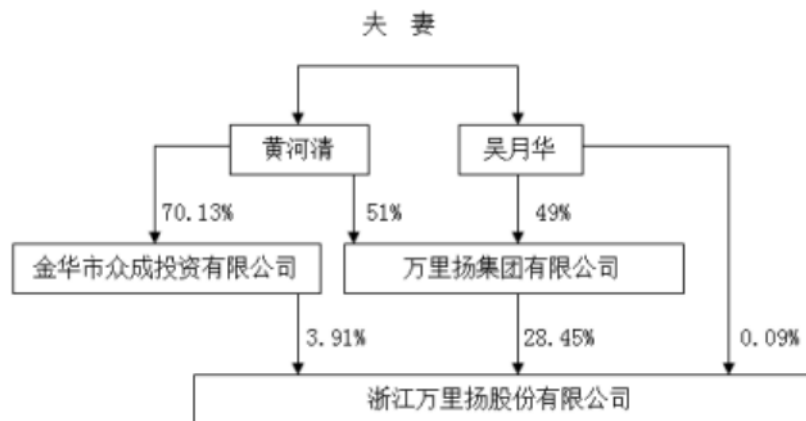 夫 妻
黄河清
吴月华
70.13%
51%
49%
金华市众成投资有限公司
万里扬集团有限公司
3.91%
28.45%
0.09%
浙江万里扬股份有限公司